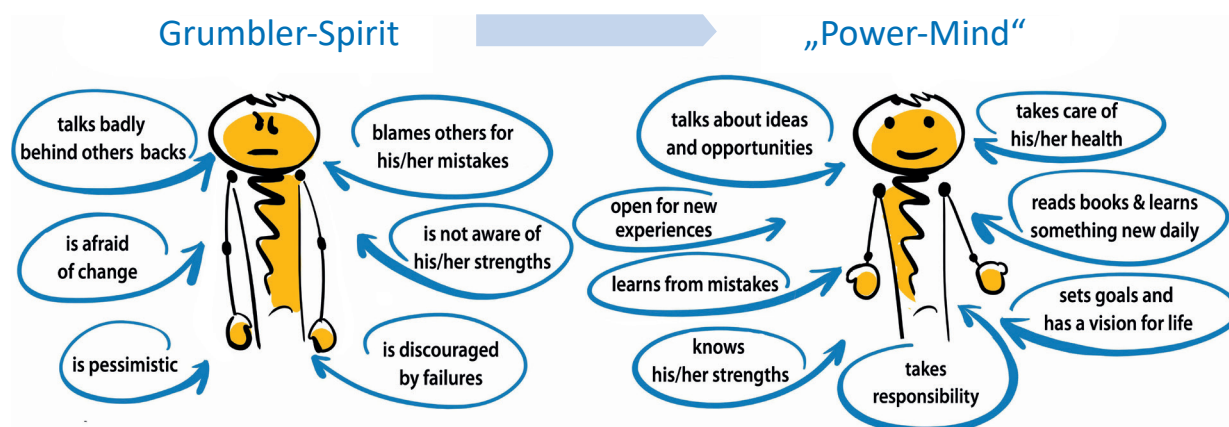 Grumbler-Spirit
„Power-Mind“
talks badly
behind others backs
blames others for
his/her mistakes
is afraid
of change
is not aware of
his/her strengths
is pessimistic
is discouraged
by failures
talks about ideas
and opportunities
takes care of
his/her health
open for new
experiences
reads books & learns
something new daily
learns from mistakes
sets goals and
has a vision for life
knows
his/her strengths
takes
responsibility